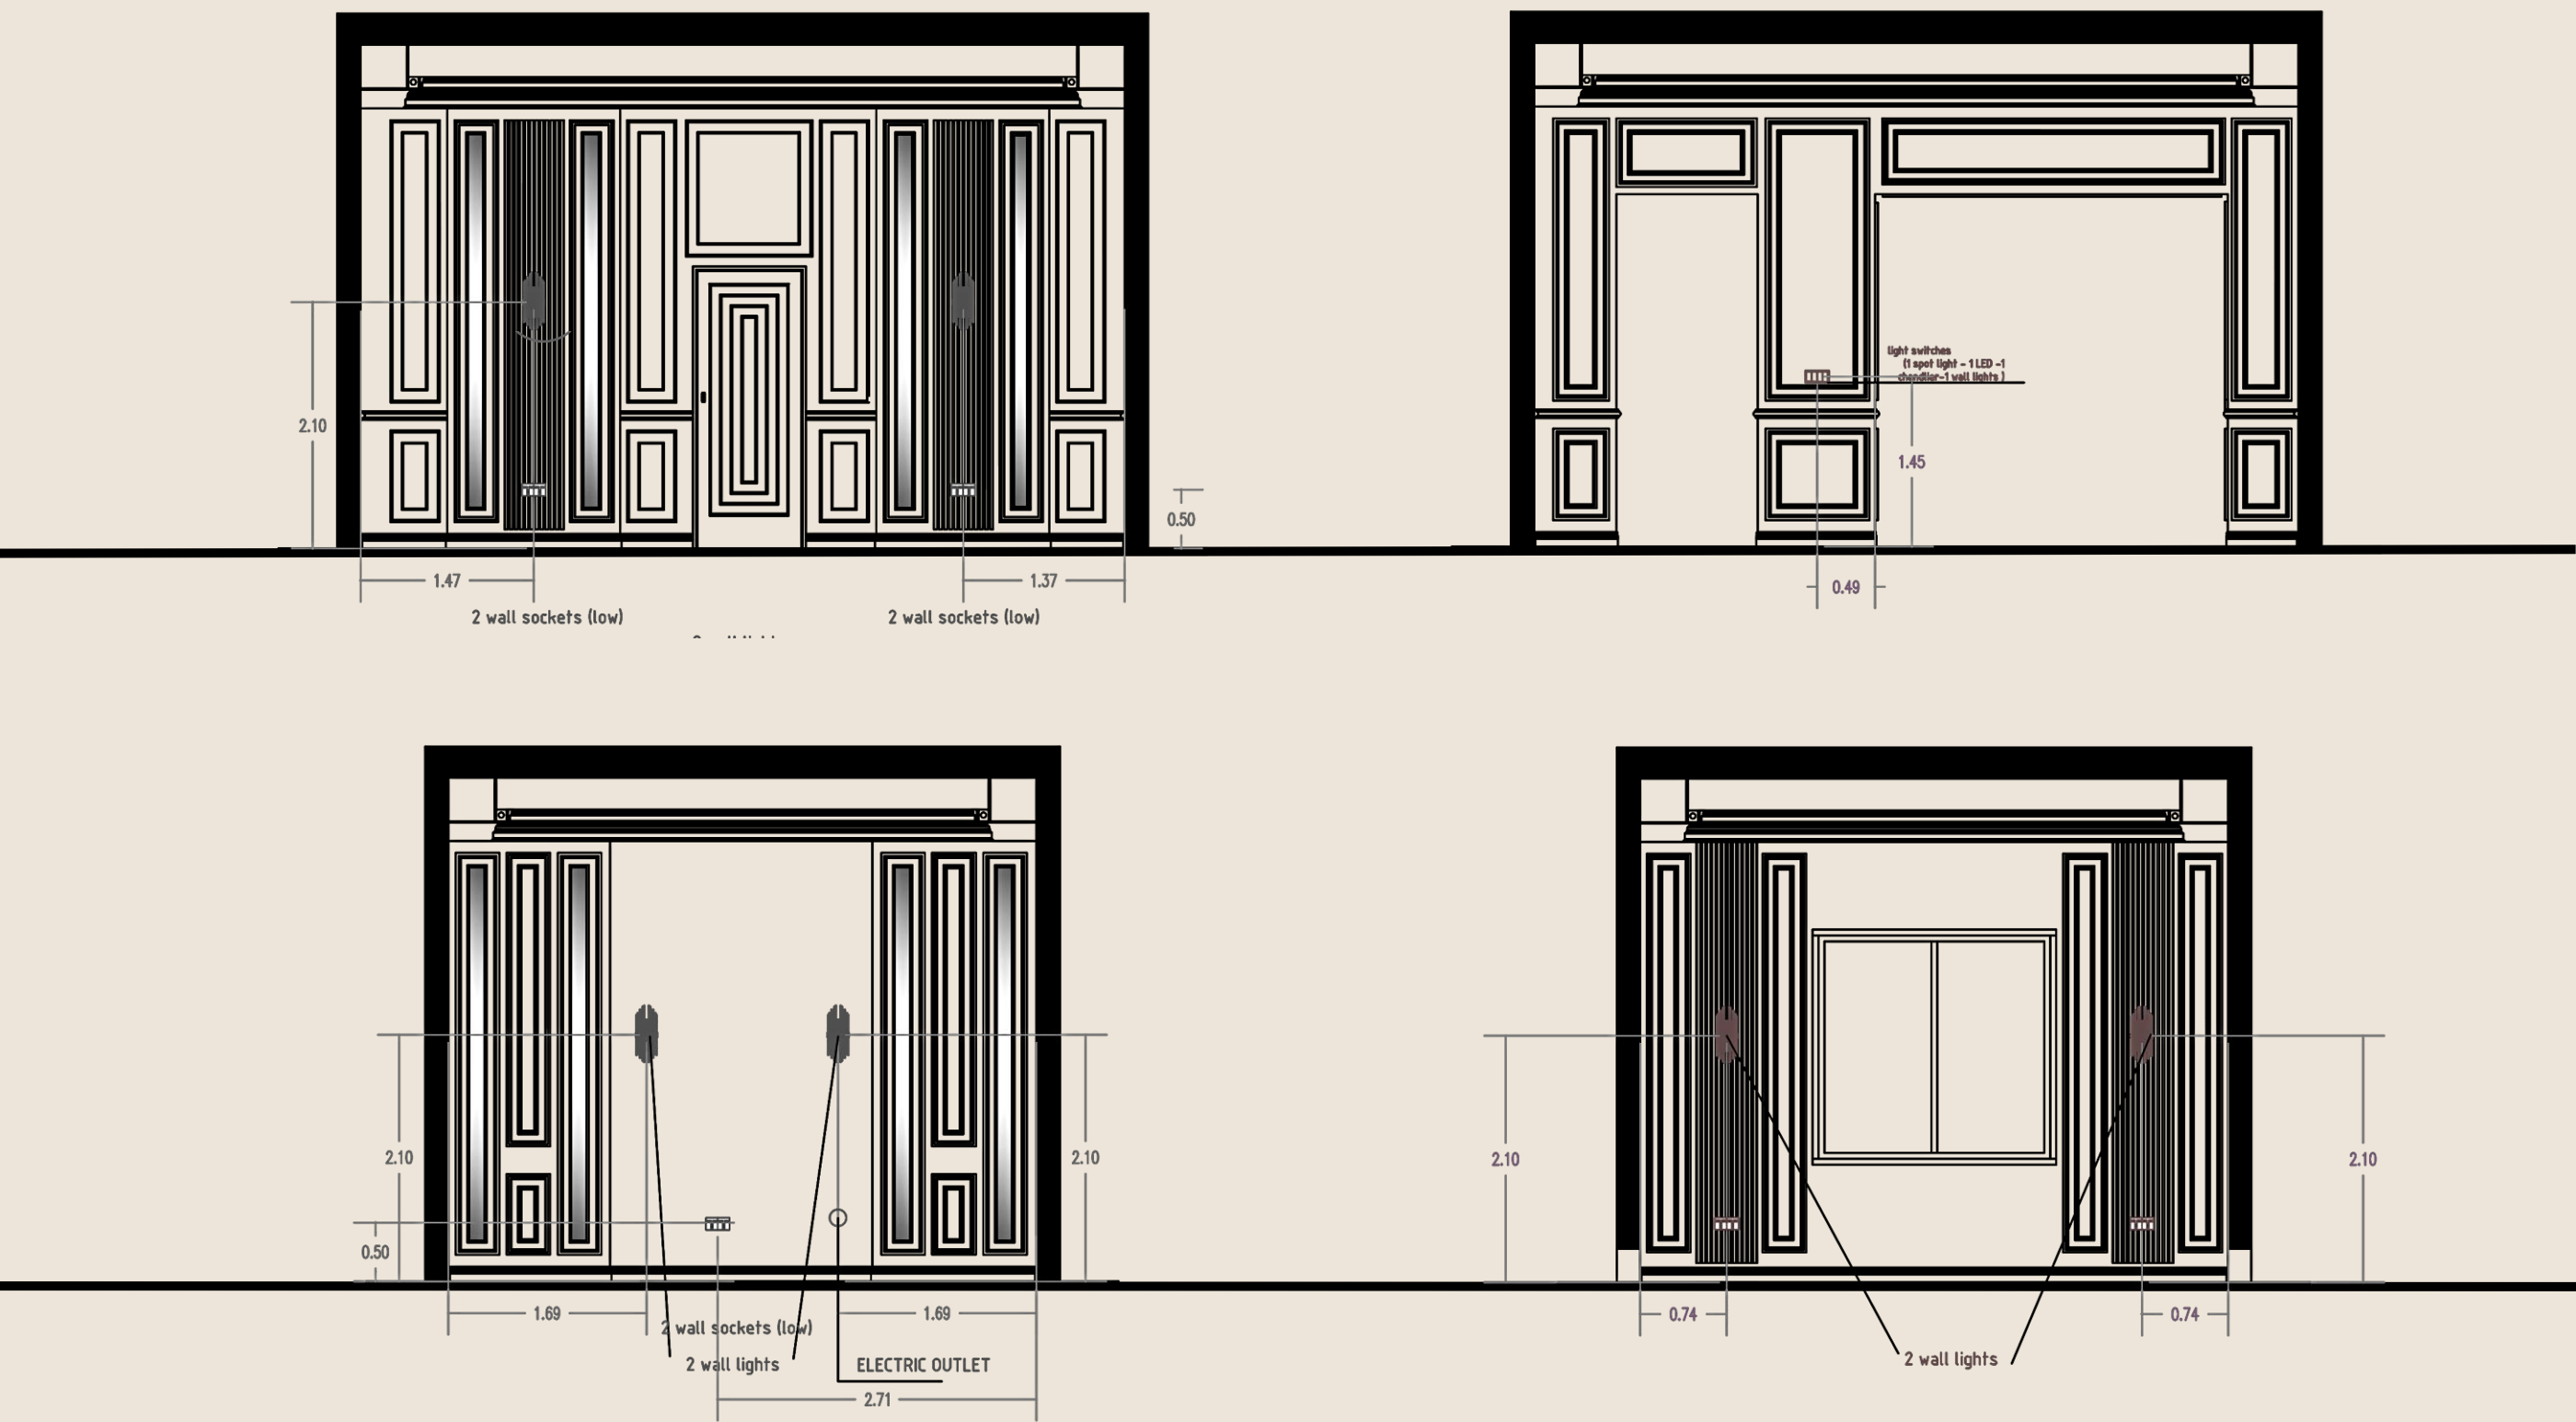 2.10
0.50
1.47
1.37
2 wall sockets (low)
2 wall sockets (low)
light switches
(1 spot light - 1 LED -1
chendlier-1 wall lights )
1.45
0.49
2.10
2.10
0.50
1.69
1.69
2 wall sockets (low)
2 wall lights
ELECTRIC OUTLET
2.71
2.10
2.10
0.74
0.74
2 wall lights